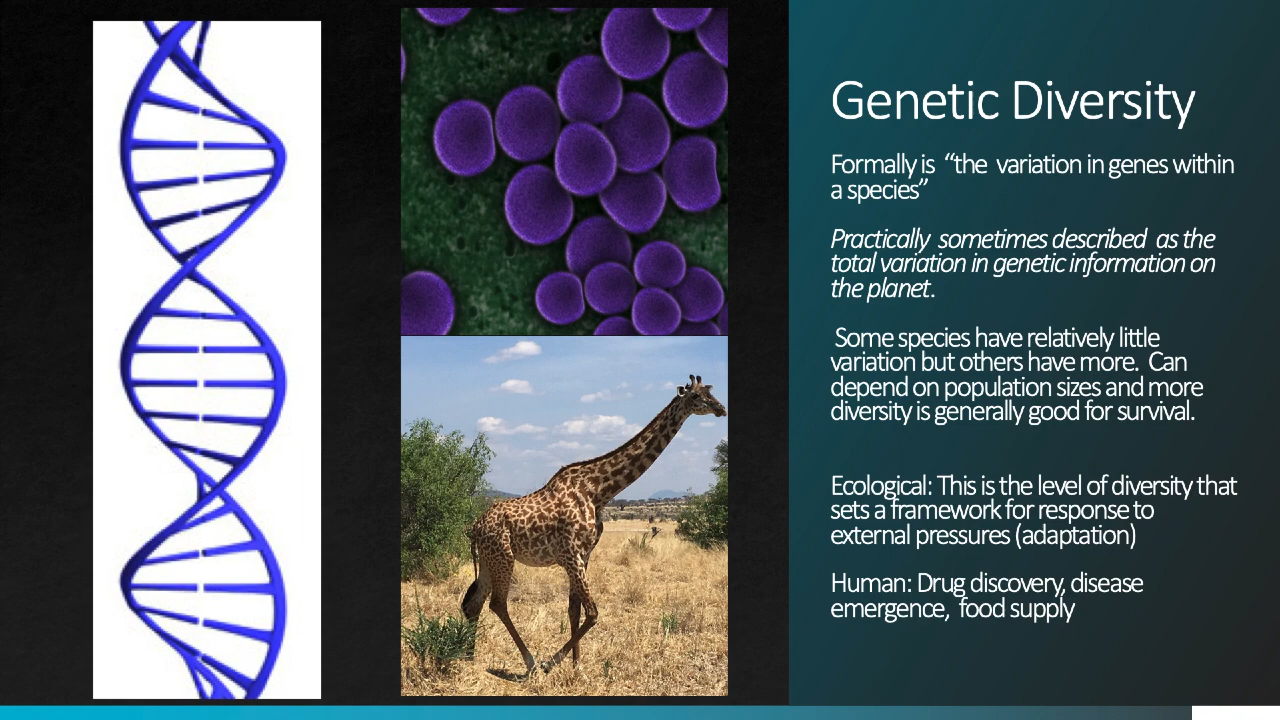 Genetic Diversity
Formally is “the variation in genes within
a species”
Practically sometimes described as the
total variation in genetic information on
the planet.
Some species have relatively little
variation but others have more. Can
depend on population sizes and more
diversity is generally good for survival.
Ecological: This is the level of diversity that
sets a framework for response to
external pressures (adaptation)
Human: Drug discovery, disease
emergence, food supply